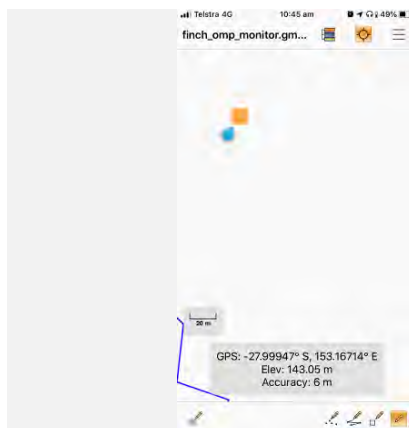 Telstra 4G 10:45 am 49%
finch_omp_monitor.gm...
20 m
GPS: -27.99947° S, 153.16714° E
Elev: 143.05 m
Accuracy: 6 m